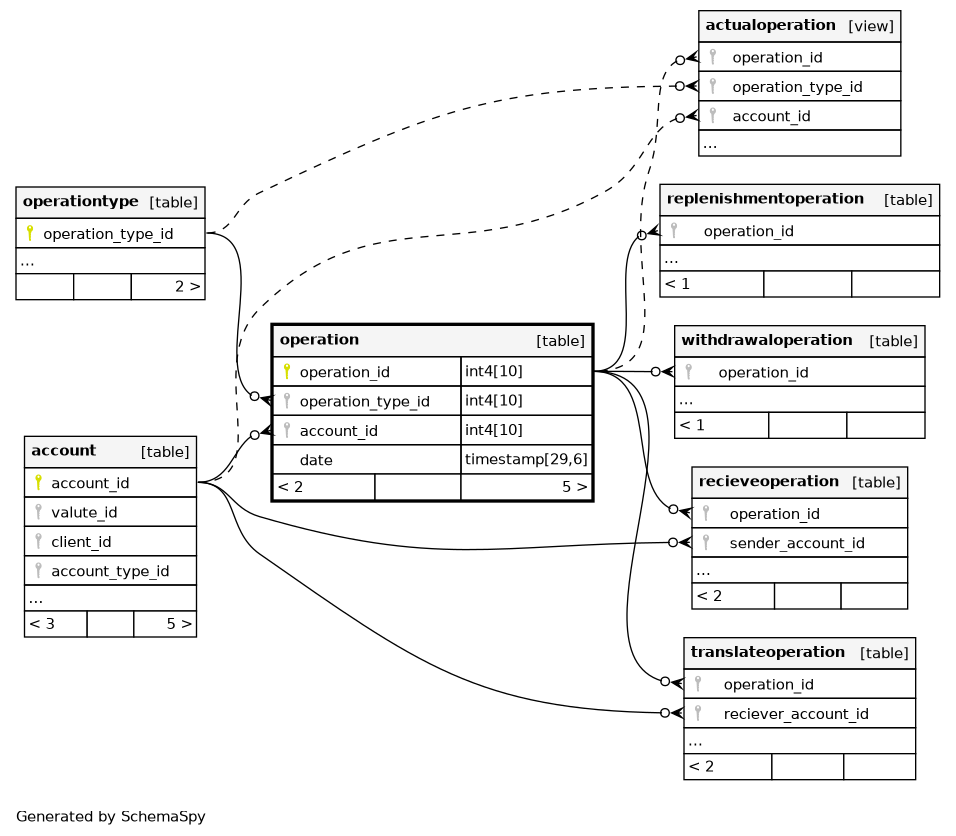 actualoperation [view]
operation_id
operation_type_id
account_id
...
operationtype [table]
operation_type_id
...
2 >
replenishmentoperation [table]
operation_id
...
< 1
operation [table]
operation_id int4[10]
operation_type_id int4[10]
account_id int4[10]
date timestamp[29,6]
< 2 5 >
withdrawaloperation [table]
operation_id
...
< 1
account [table]
account_id
valute_id
client_id
account_type_id
...
< 3 5 >
recieveoperation [table]
operation_id
sender_account_id
...
< 2
translateoperation [table]
operation_id
reciever_account_id
...
< 2
Generated by SchemaSpy